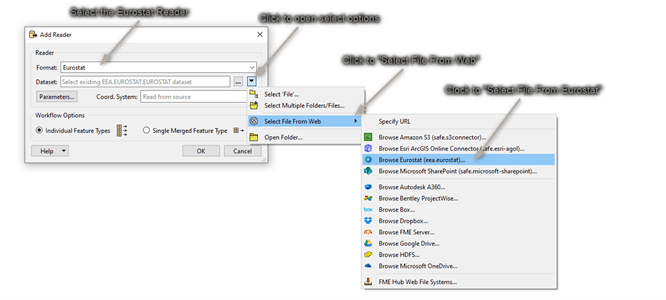 Select the Eurostat Reader
Click to open select options
Click to "Select File From Web"
Clock to "Select File From Eurostat"
Add Reader
Reader
Format: Eurostat
Dataset: Select existing EEA.EUROSTAT.EUROSTAT dataset ...
Parameters... Coord. System: Read from source
Workflow Options
Individual Feature Types Single Merged Feature Type
Help OK Cancel
Select 'File'...
Select Multiple Folders/Files...
Select File From Web
Open Folder...
Specify URL
Browse Amazon S3 (safe.s3connector)...
Browse Esri ArcGIS Online Connector (safe.esri-agol)...
Browse Eurostat (eea.eurostat)...
Browse Microsoft SharePoint (safe.microsoft-sharepoint)...
Browse Autodesk A360...
Browse Bentley ProjectWise...
Browse Box...
Browse Dropbox...
Browse FME Server...
Browse Google Drive...
Browse HDFS...
Browse Microsoft OneDrive...
FME Hub Web File Systems...